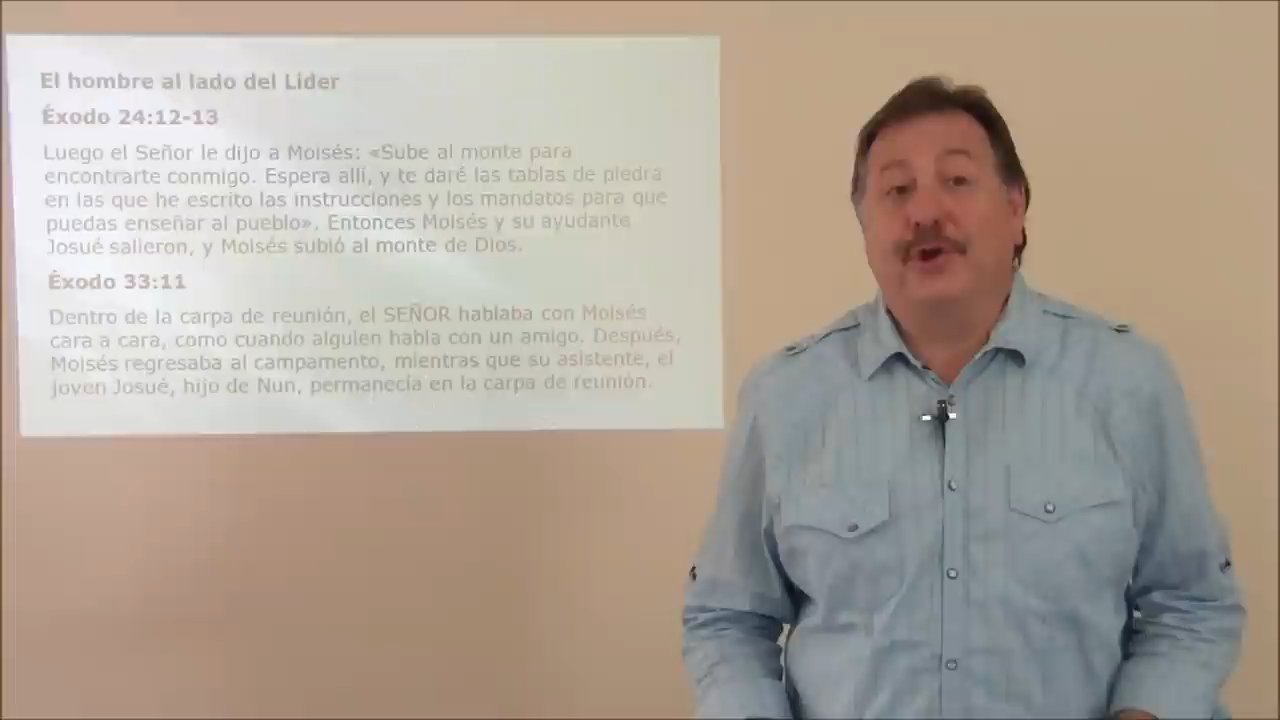 El hombre al lado del Lider
Éxodo 24:12-13
Luego el Señor le dijo a Moisés: «Sube al monte para
encontrarte conmigo. Espera allí, y te daré las tablas de piedra
en las que he escrito las instrucciones y los mandatos para que
puedas enseñar al pueblo». Entonces Moisés y su ayudante
Josué salieron, y Moisés subió al monte de Dios.
Éxodo 33:11
Dentro de la carpa de reunión, el SEÑOR hablaba con Moisés
cara a cara, como cuando alguien habla con un amigo. Después,
Moisés regresaba al campamento, mientras que su asistente, el
joven Josué, hijo de Nun, permanecía en la carpa de reunión.